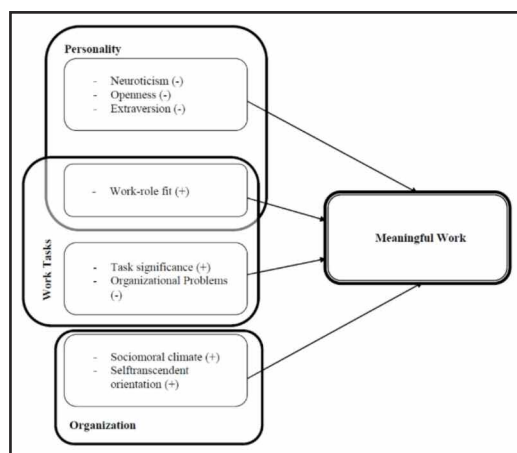 Personality
- Neuroticism (-)
- Openness (-)
- Extraversion (-)
- Work-role fit (+)
Meaningful Work
Work Tasks
- Task significance (+)
- Organizational Problems
(-)
- Sociomoral climate (+)
- Selftranscendent
orientation (+)
Organization